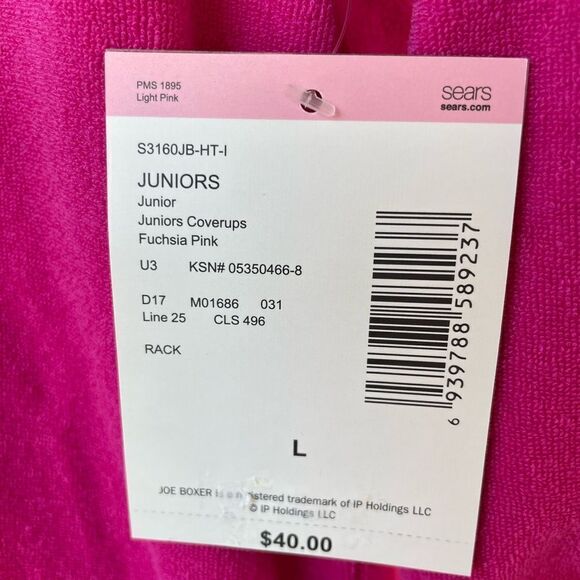 PMS 1895
Light Pink
sears
sears.com
S3160JB-HT-I
JUNIORS
Junior
Juniors Coverups
Fuchsia Pink
U3 KSN# 05350466-8
D17 M01686 031
Line 25 CLS 496
RACK
6 939788 589237
L
JOE BOXER is a registered trademark of IP Holdings LLC
© IP Holdings LLC
$40.00